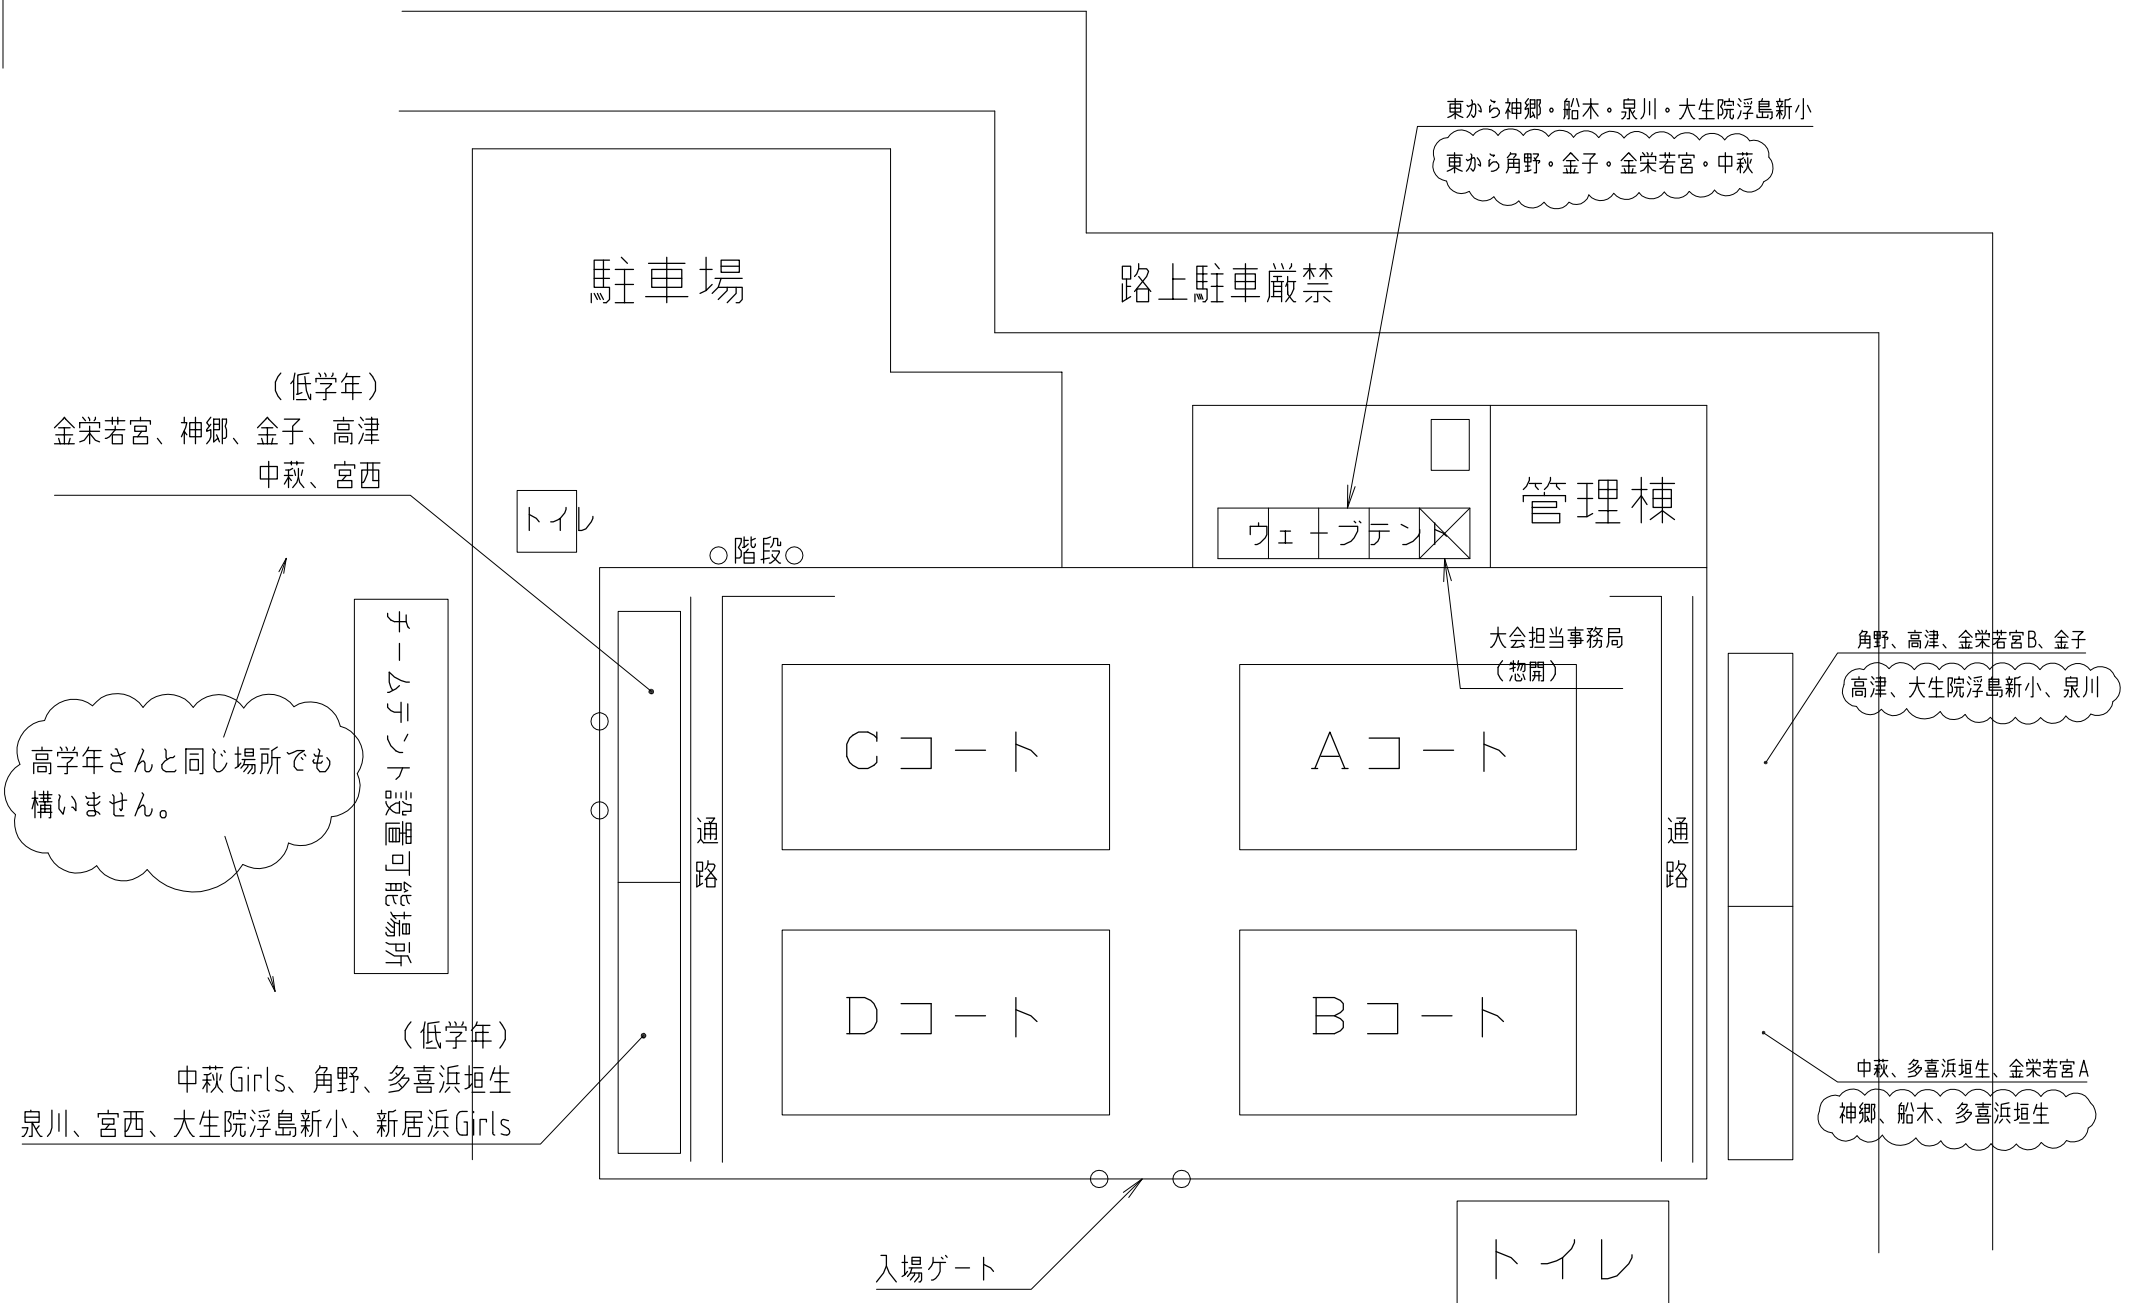 東から神郷・船木・泉川・大生院浮島新小
東から角野・金子・金栄若宮・中萩
駐車場
路上駐車厳禁
（低学年）
金栄若宮、神郷、金子、高津
中萩、宮西
トイレ
管理棟
ウェーブテント
○階段○
大会担当事務局
（惣開）
チームテント設置可能場所
高学年さんと同じ場所でも
構いません。
角野、高津、金栄若宮B、金子
高津、大生院浮島新小、泉川
Cコート
Aコート
通路
通路
Dコート
Bコート
（低学年）
中萩Girls、角野、多喜浜垣生
泉川、宮西、大生院浮島新小、新居浜Girls
中萩、多喜浜垣生、金栄若宮A
神郷、船木、多喜浜垣生
入場ゲート
トイレ